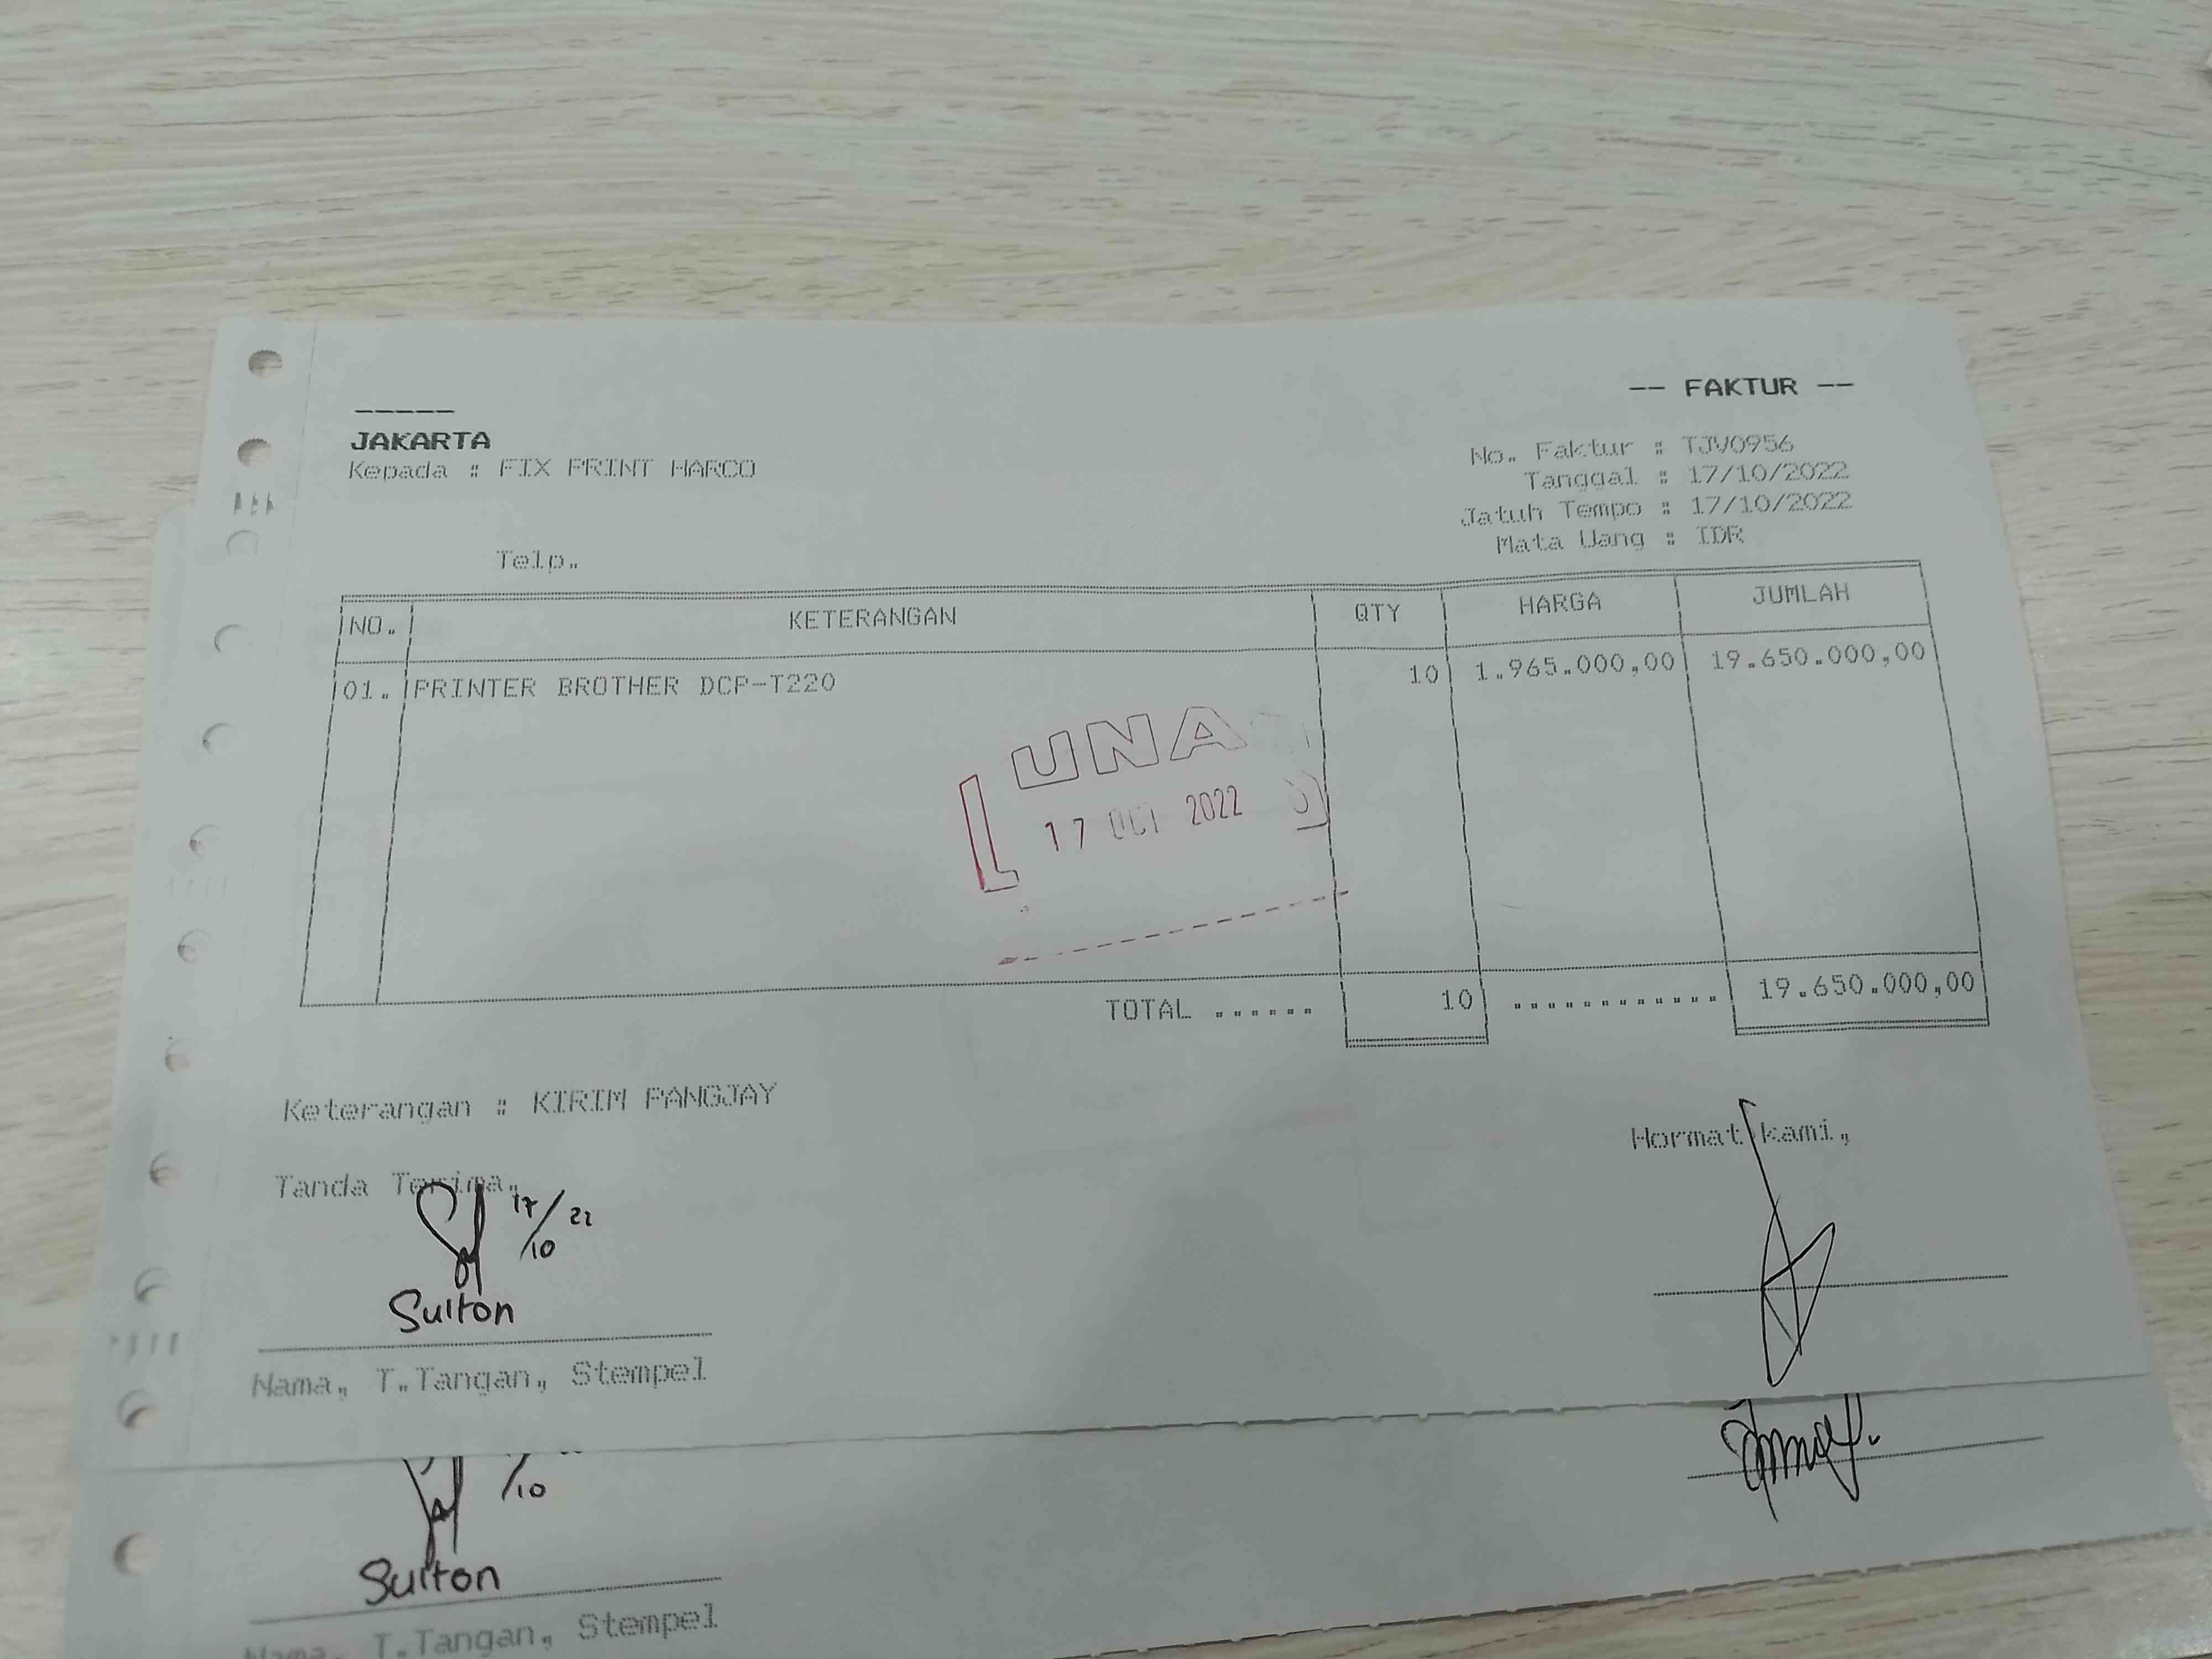 -----
-- FAKTUR --
JAKARTA
Kepada : FIX PRINT HARCO
No. Faktur : TJV0956
Tanggal : 17/10/2022
Jatuh Tempo : 17/10/2022
Mata Uang : IDR
Telp.
NO. KETERANGAN QTY HARGA JUMLAH
01. PRINTER BROTHER DCP-T220 10 1.965.000,00 19.650.000,00
LUNA
17 OCT 2022
TOTAL ...... 10 ............ 19.650.000,00
Keterangan : KIRIM PANGJAY
Tanda Terima, Hormat kami,
17/10 22
Sulton
Nama, T.Tangan, Stempel
/10
Sulton
Nama, T.Tangan, Stempel